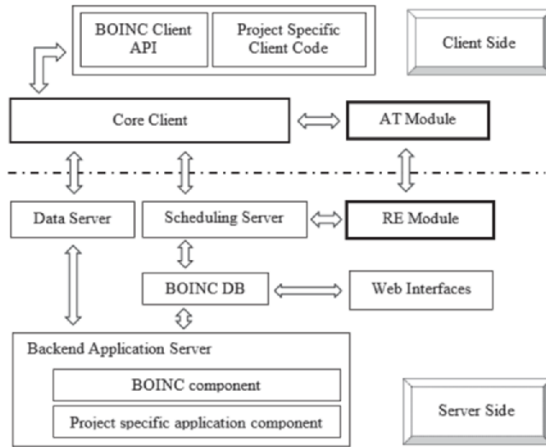 BOINC Client
API
Project Specific
Client Code
Client Side
Core Client
AT Module
Data Server
Scheduling Server
RE Module
BOINC DB
Web Interfaces
Backend Application Server
BOINC component
Project specific application component
Server Side